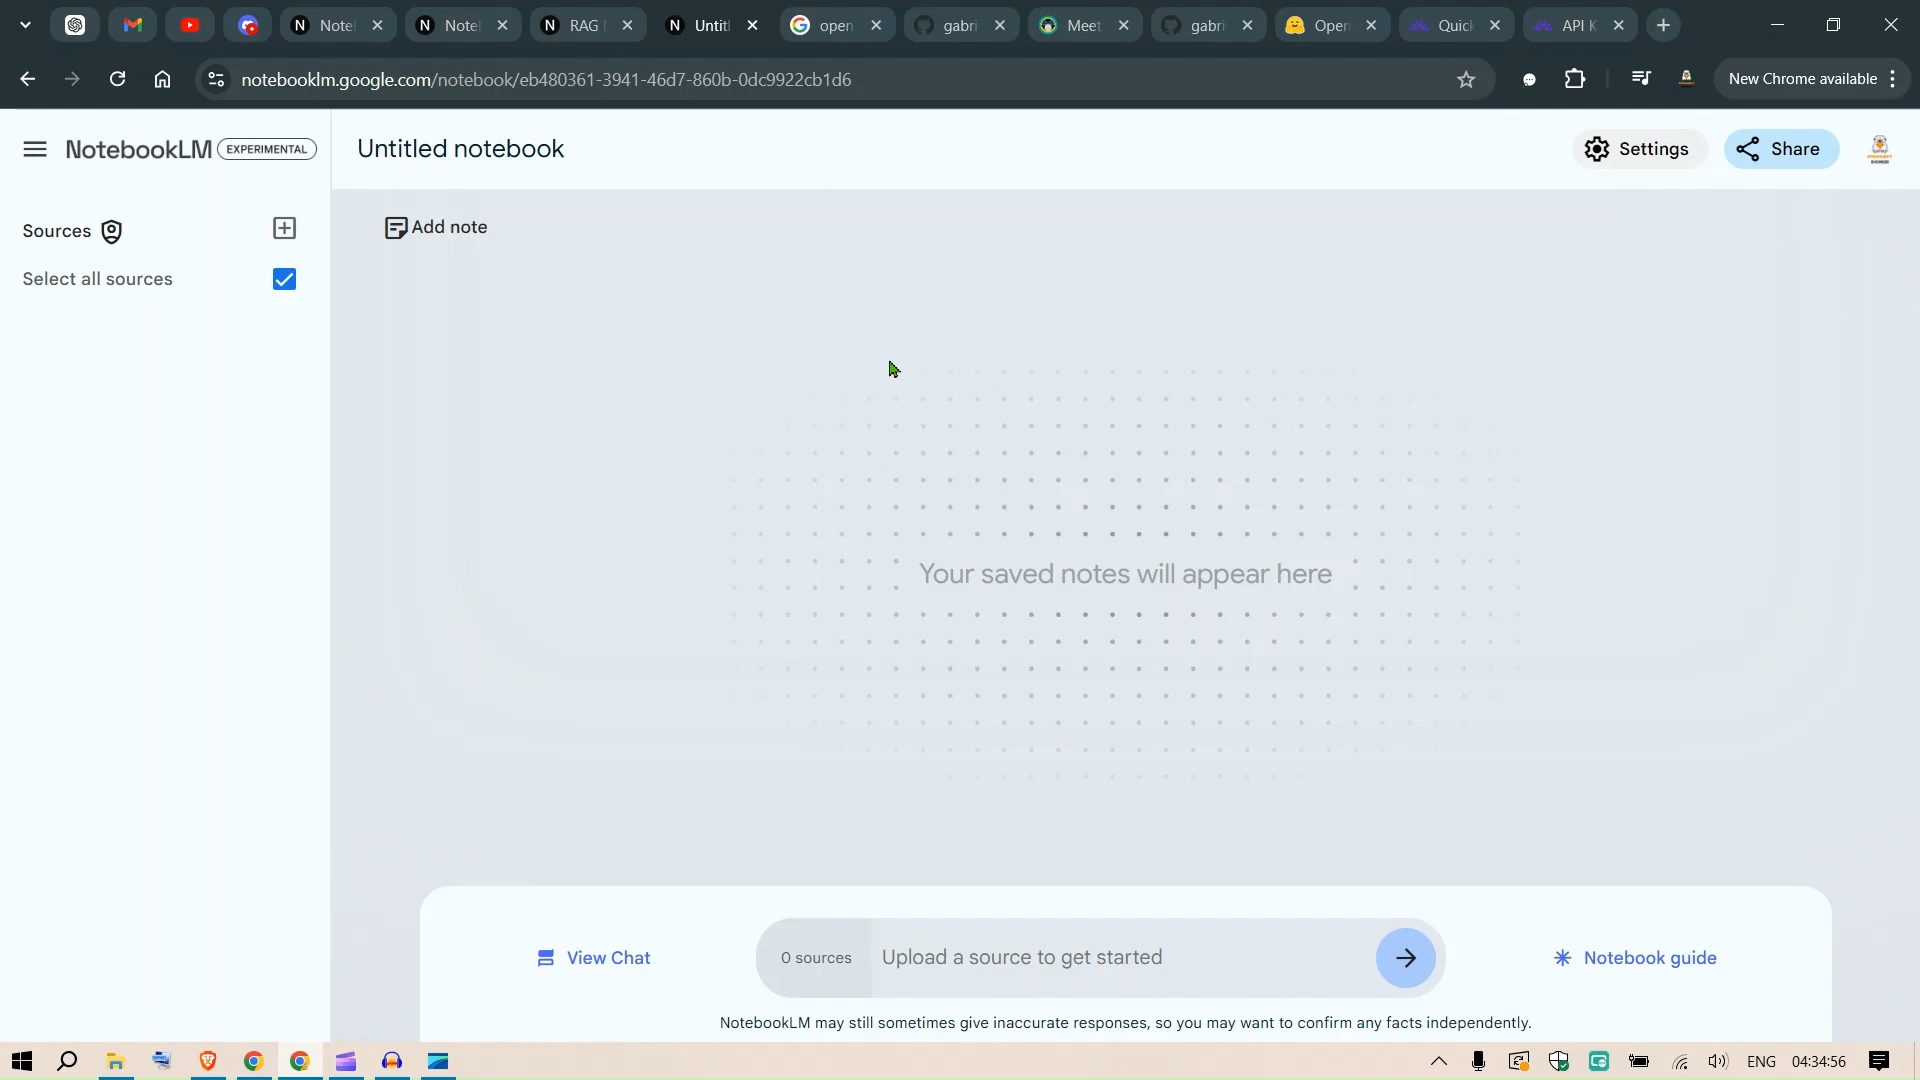 Note
Note
RAG
Untit
open
gabri
Meet
gabri
Open
Quick
API K
notebooklm.google.com/notebook/eb480361-3941-46d7-860b-0dc9922cb1d6
New Chrome available
NotebookLM EXPERIMENTAL
Untitled notebook
Settings
Share
Sources
Add note
Select all sources
Your saved notes will appear here
View Chat
0 sources
Upload a source to get started
Notebook guide
NotebookLM may still sometimes give inaccurate responses, so you may want to confirm any facts independently.
ENG
04:34:56